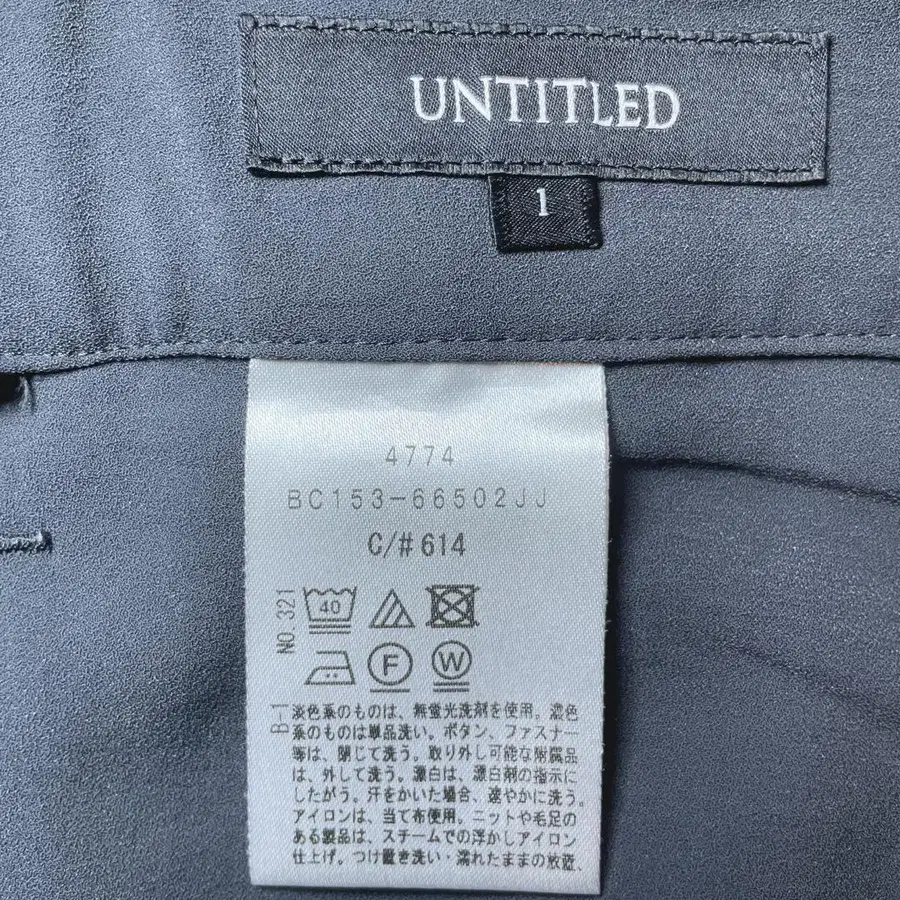 UNTITLED
1
4774
BC153-66502JJ
C/#614
NO.321
40
F
W
B-1
淡色系のものは、無蛍光洗剤を使用。濃色
系のものは単品洗い。ボタン、ファスナー
等は、閉じて洗う。取り外し可能な附属品
は、外して洗う。漂白は、漂白剤の指示に
したがう。汗をかいた場合、速やかに洗う。
アイロンは、当て布使用。ニットや毛足の
ある製品は、スチームでの浮かしアイロン
仕上げ。つけ置き洗い・濡れたままの放置、